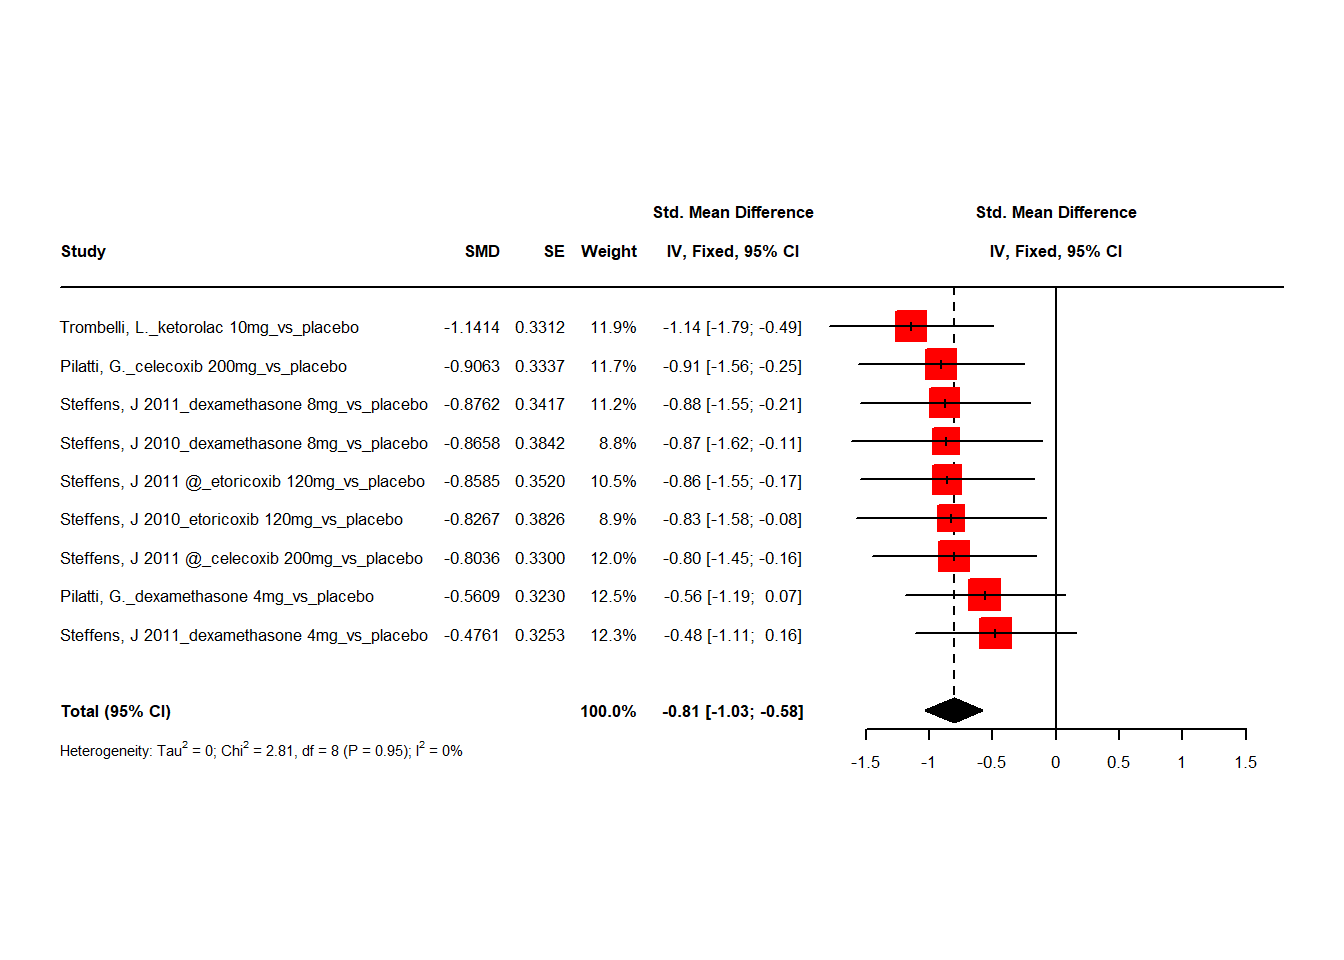 Std. Mean Difference Std. Mean Difference
Study SMD SE Weight IV, Fixed, 95% CI IV, Fixed, 95% CI
Trombelli, L._ketorolac 10mg_vs_placebo -1.1414 0.3312 11.9% -1.14 [-1.79; -0.49]
Pilatti, G._celecoxib 200mg_vs_placebo -0.9063 0.3337 11.7% -0.91 [-1.56; -0.25]
Steffens, J 2011_dexamethasone 8mg_vs_placebo -0.8762 0.3417 11.2% -0.88 [-1.55; -0.21]
Steffens, J 2010_dexamethasone 8mg_vs_placebo -0.8658 0.3842 8.8% -0.87 [-1.62; -0.11]
Steffens, J 2011 @_etoricoxib 120mg_vs_placebo -0.8585 0.3520 10.5% -0.86 [-1.55; -0.17]
Steffens, J 2010_etoricoxib 120mg_vs_placebo -0.8267 0.3826 8.9% -0.83 [-1.58; -0.08]
Steffens, J 2011 @_celecoxib 200mg_vs_placebo -0.8036 0.3300 12.0% -0.80 [-1.45; -0.16]
Pilatti, G._dexamethasone 4mg_vs_placebo -0.5609 0.3230 12.5% -0.56 [-1.19; 0.07]
Steffens, J 2011_dexamethasone 4mg_vs_placebo -0.4761 0.3253 12.3% -0.48 [-1.11; 0.16]
Total (95% CI) 100.0% -0.81 [-1.03; -0.58]
Heterogeneity: Tau² = 0; Chi² = 2.81, df = 8 (P = 0.95); I² = 0%
-1.5 -1 -0.5 0 0.5 1 1.5